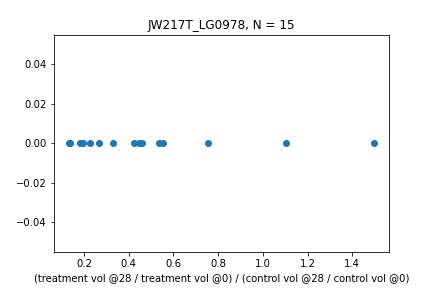 JW217T_LG0978, N = 15
0.04
0.02
0.00
−0.02
−0.04
0.2 0.4 0.6 0.8 1.0 1.2 1.4
(treatment vol @28 / treatment vol @0) / (control vol @28 / control vol @0)